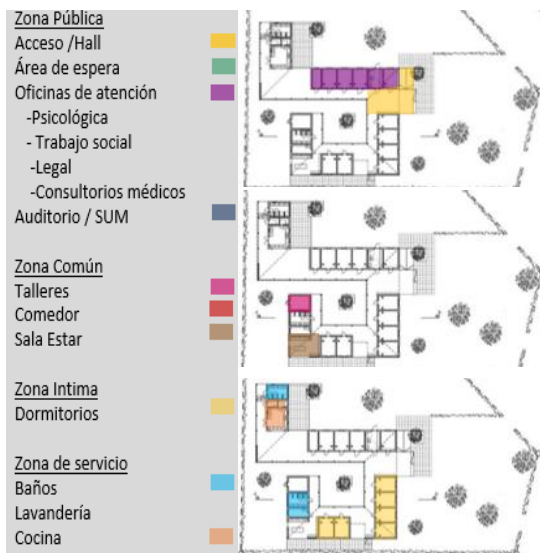 Zona Pública
Acceso /Hall
Área de espera
Oficinas de atención
-Psicológica
- Trabajo social
-Legal
-Consultorios médicos
Auditorio / SUM
Zona Común
Talleres
Comedor
Sala Estar
Zona Intima
Dormitorios
Zona de servicio
Baños
Lavandería
Cocina